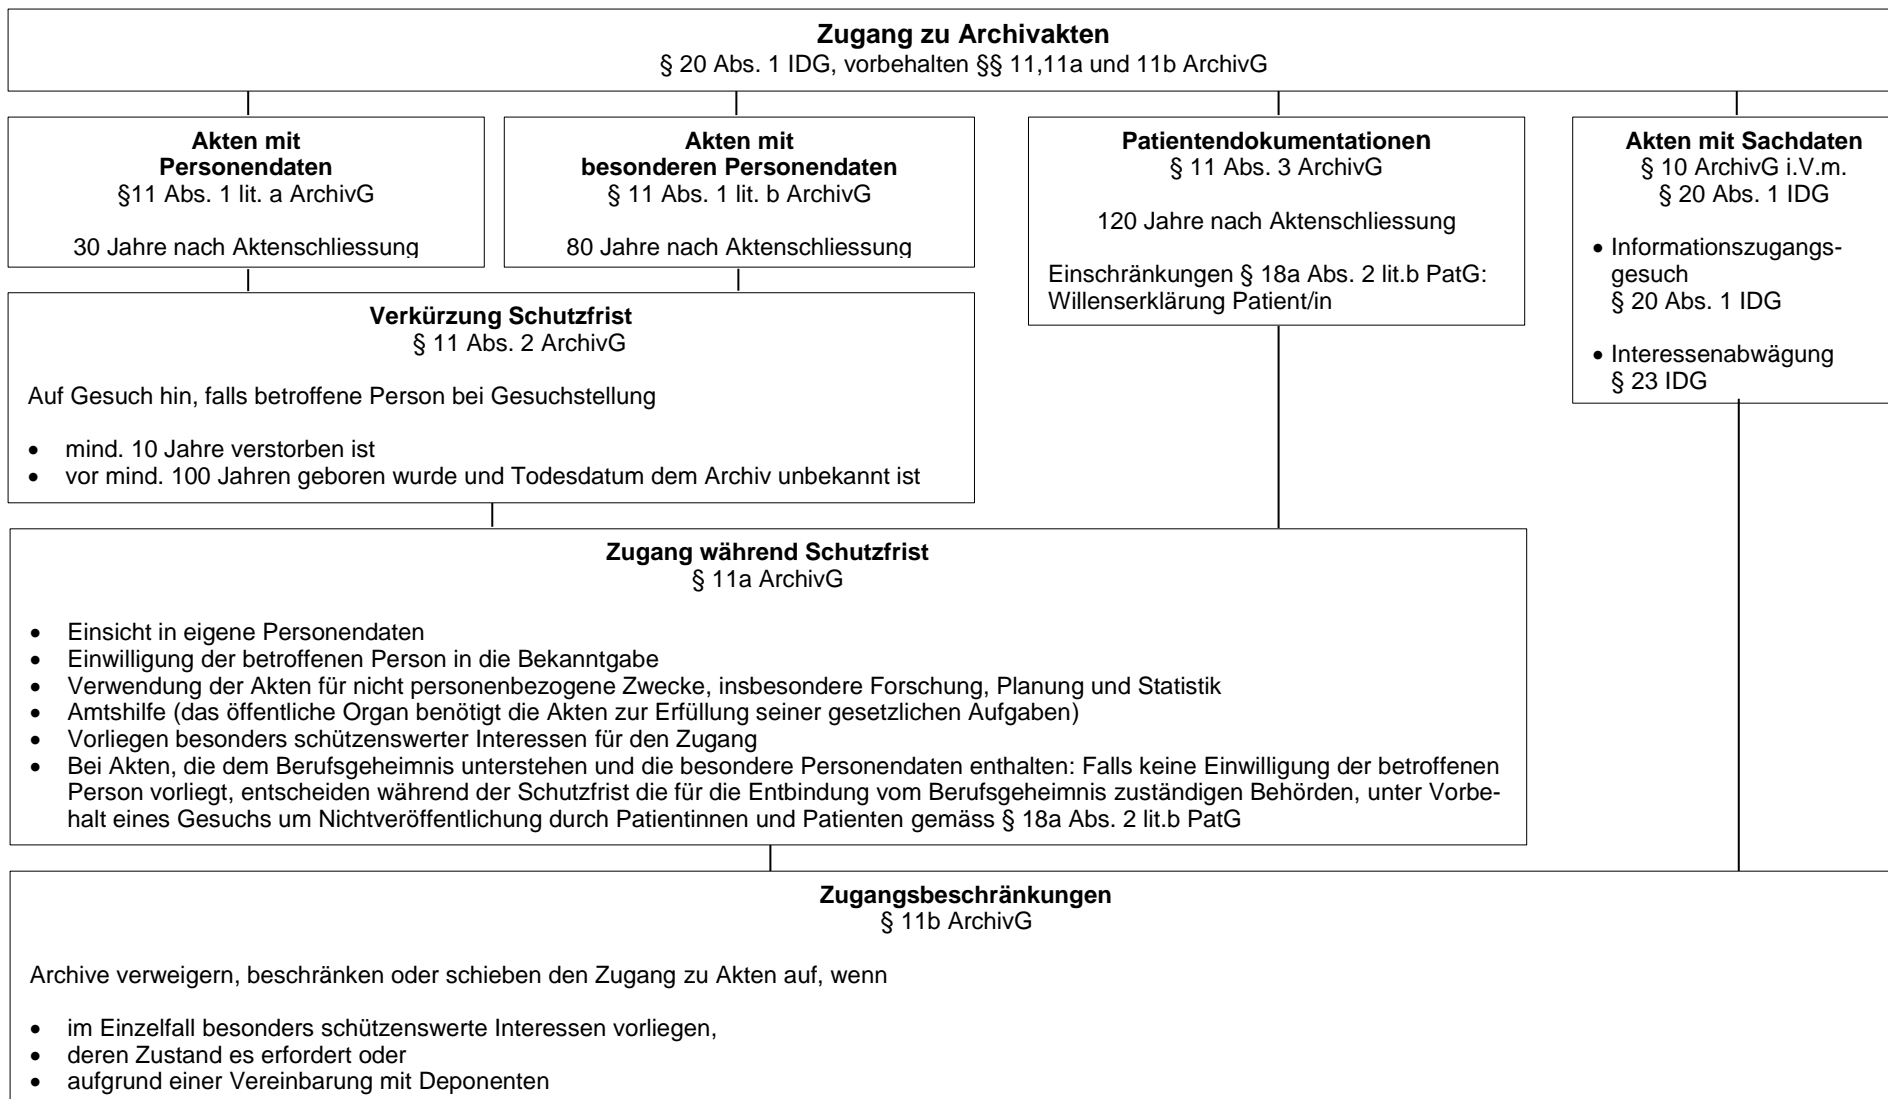 Zugang zu Archivakten
§ 20 Abs. 1 IDG, vorbehalten §§ 11,11a und 11b ArchivG
Akten mit
Personendaten
§11 Abs. 1 lit. a ArchivG
30 Jahre nach Aktenschliessung
Akten mit
besonderen Personendaten
§ 11 Abs. 1 lit. b ArchivG
80 Jahre nach Aktenschliessung
Patientendokumentationen
§ 11 Abs. 3 ArchivG
120 Jahre nach Aktenschliessung
Einschränkungen § 18a Abs. 2 lit.b PatG:
Willenserklärung Patient/in
Akten mit Sachdaten
§ 10 ArchivG i.V.m.
§ 20 Abs. 1 IDG
• Informationszugangs-
gesuch
§ 20 Abs. 1 IDG
• Interessenabwägung
§ 23 IDG
Verkürzung Schutzfrist
§ 11 Abs. 2 ArchivG
Auf Gesuch hin, falls betroffene Person bei Gesuchstellung
• mind. 10 Jahre verstorben ist
• vor mind. 100 Jahren geboren wurde und Todesdatum dem Archiv unbekannt ist
Zugang während Schutzfrist
§ 11a ArchivG
• Einsicht in eigene Personendaten
• Einwilligung der betroffenen Person in die Bekanntgabe
• Verwendung der Akten für nicht personenbezogene Zwecke, insbesondere Forschung, Planung und Statistik
• Amtshilfe (das öffentliche Organ benötigt die Akten zur Erfüllung seiner gesetzlichen Aufgaben)
• Vorliegen besonders schützenswerter Interessen für den Zugang
• Bei Akten, die dem Berufsgeheimnis unterstehen und die besondere Personendaten enthalten: Falls keine Einwilligung der betroffenen
Person vorliegt, entscheiden während der Schutzfrist die für die Entbindung vom Berufsgeheimnis zuständigen Behörden, unter Vorbe-
halt eines Gesuchs um Nichtveröffentlichung durch Patientinnen und Patienten gemäss § 18a Abs. 2 lit.b PatG
Zugangsbeschränkungen
§ 11b ArchivG
Archive verweigern, beschränken oder schieben den Zugang zu Akten auf, wenn
• im Einzelfall besonders schützenswerte Interessen vorliegen,
• deren Zustand es erfordert oder
• aufgrund einer Vereinbarung mit Deponenten